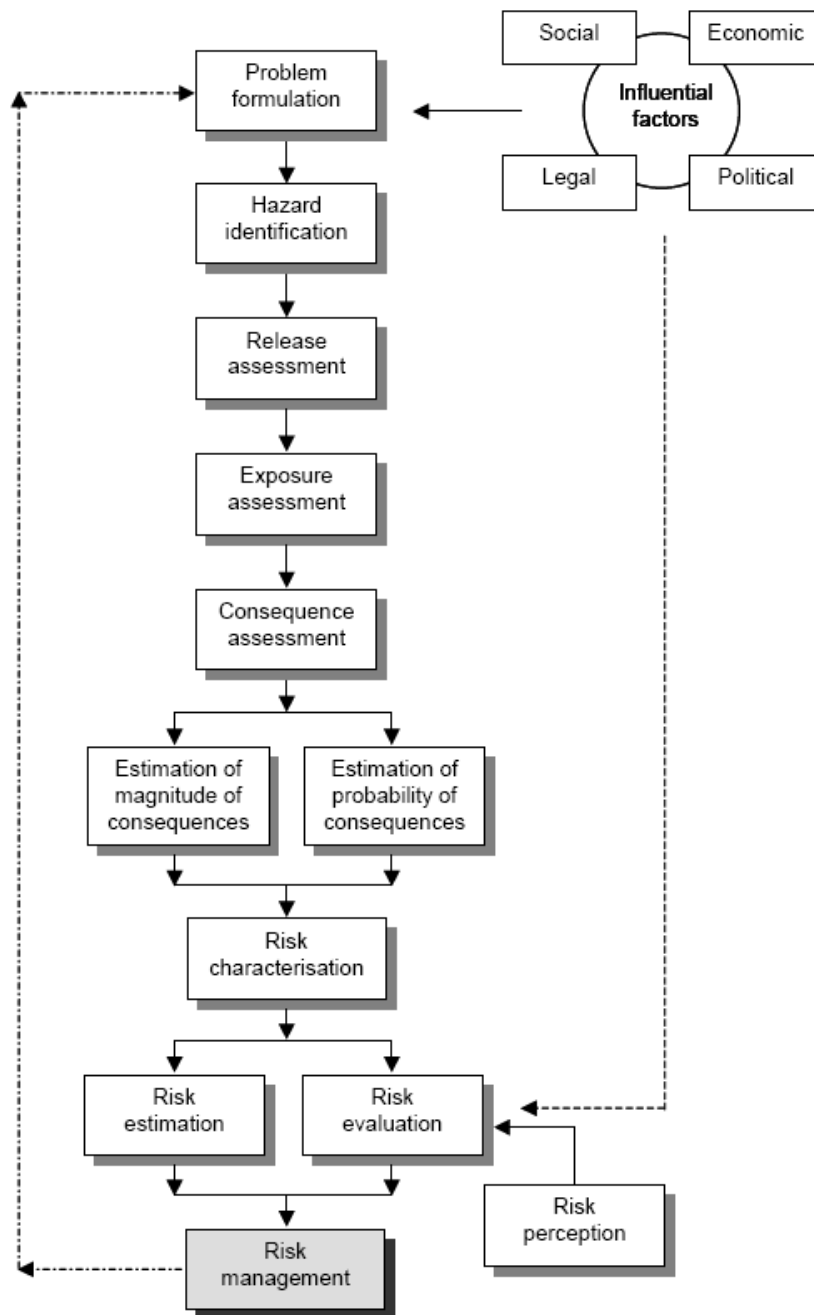 Social
Economic
Problem
formulation
Influential
factors
Legal
Political
Hazard
identification
Release
assessment
Exposure
assessment
Consequence
assessment
Estimation of
magnitude of
consequences
Estimation of
probability of
consequences
Risk
characterisation
Risk
estimation
Risk
evaluation
Risk
perception
Risk
management